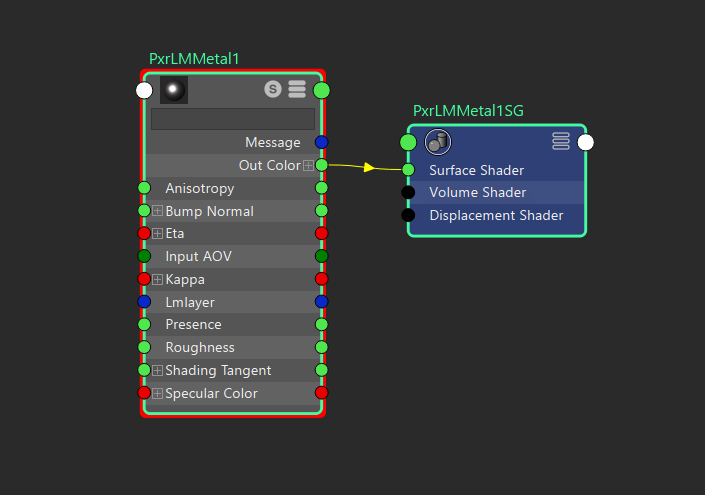 PxrLMMetal1
S
Message
Out Color
Anisotropy
Bump Normal
Eta
Input AOV
Kappa
Lmlayer
Presence
Roughness
Shading Tangent
Specular Color
PxrLMMetal1SG
Surface Shader
Volume Shader
Displacement Shader